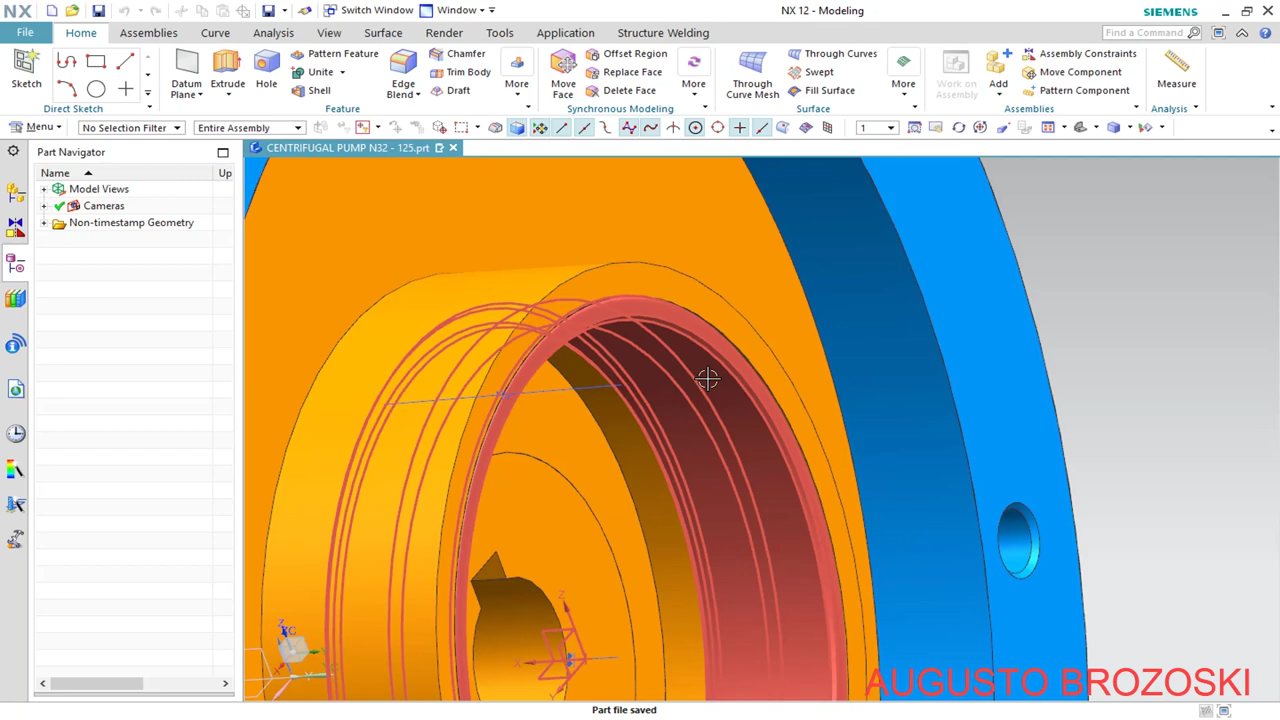 NX
Switch Window
Window
NX 12 - Modeling
SIEMENS
File
Home
Assemblies
Curve
Analysis
View
Surface
Render
Tools
Application
Structure Welding
Find a Command
Sketch
Direct Sketch
Datum Plane
Extrude
Hole
Pattern Feature
Unite
Shell
Edge Blend
Chamfer
Trim Body
Draft
More
Feature
Move Face
Offset Region
Replace Face
Delete Face
More
Synchronous Modeling
Through Curve Mesh
Through Curves
Swept
Fill Surface
More
Surface
Work on Assembly
Add
Assembly Constraints
Move Component
Pattern Component
Assemblies
Measure
Analysis
Menu
No Selection Filter
Entire Assembly
1
Part Navigator
CENTRIFUGAL PUMP N32 - 125.prt
Name
Up
Model Views
Cameras
Non-timestamp Geometry
Z
X
Y
AUGUSTO BROZOSKI
Part file saved